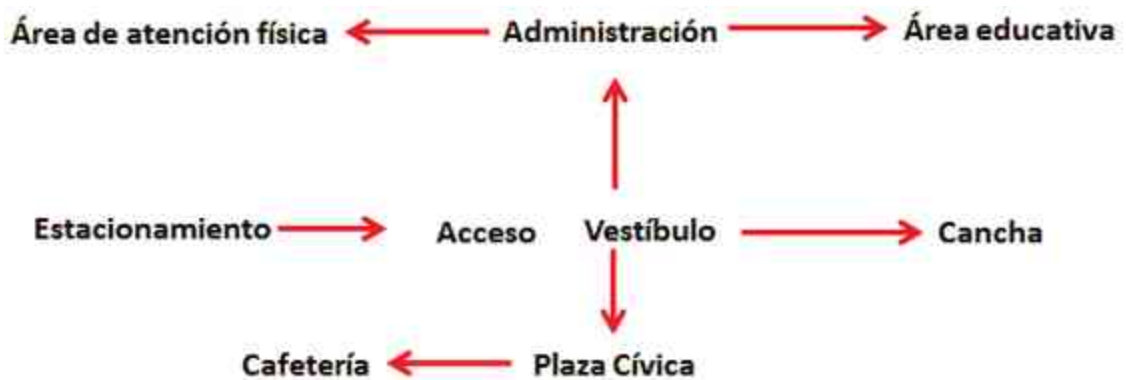 Área de atención física Administración Área educativa
Estacionamiento Acceso Vestíbulo Cancha
Cafetería Plaza Cívica